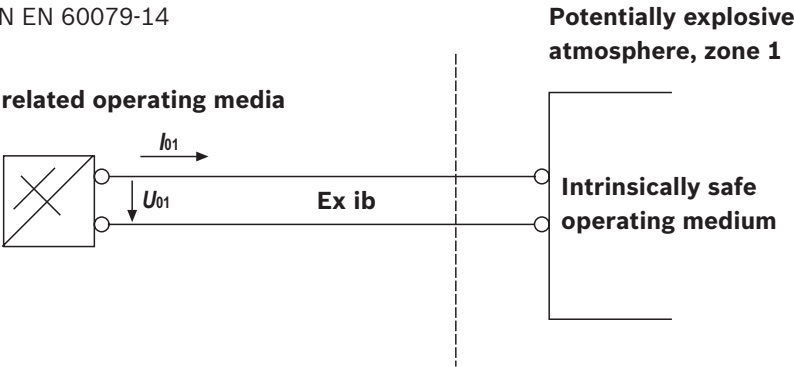 N EN 60079-14
Potentially explosive
atmosphere, zone 1
related operating media
I01
U01
Ex ib
Intrinsically safe
operating medium